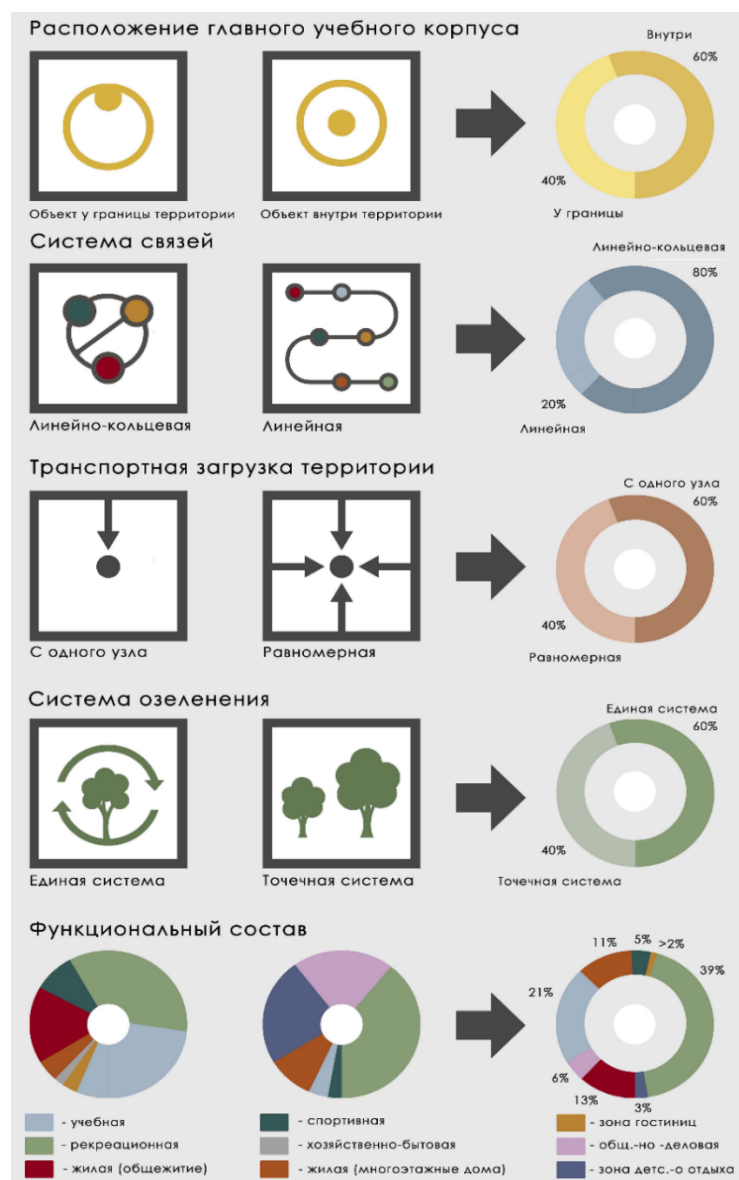 Расположение главного учебного корпуса
Внутри
60%
40%
У границы
Объект у границы территории
Объект внутри территории
Система связей
Линейно-кольцевая
80%
20%
Линейная
Линейно-кольцевая
Линейная
Транспортная загрузка территории
С одного узла
60%
40%
Равномерная
С одного узла
Равномерная
Система озеленения
Единая система
60%
40%
Точечная система
Единая система
Точечная система
Функциональный состав
11%
5%
>2%
39%
21%
6%
13%
3%
- учебная
- спортивная
- зона гостиниц
- рекреационная
- хозяйственно-бытовая
- общ.-но -деловая
- жилая (общежитие)
- жилая (многоэтажные дома)
- зона детс.-о отдыха